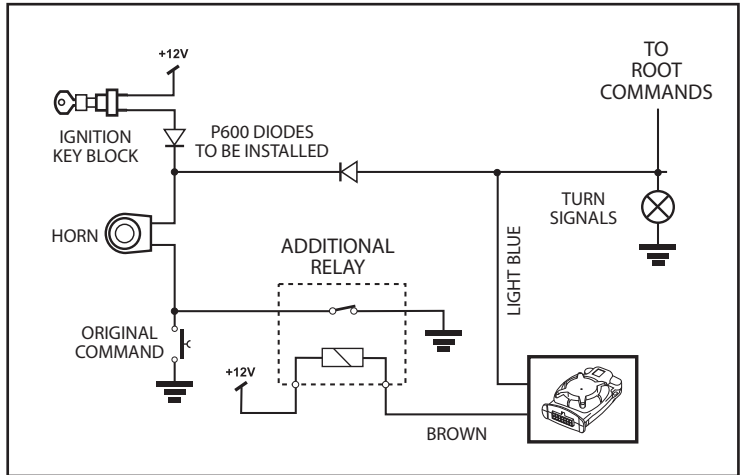 +12V
TO
ROOT
COMMANDS
IGNITION
KEY BLOCK
P600 DIODES
TO BE INSTALLED
TURN
SIGNALS
HORN
ADDITIONAL
RELAY
LIGHT BLUE
ORIGINAL
COMMAND
+12V
BROWN